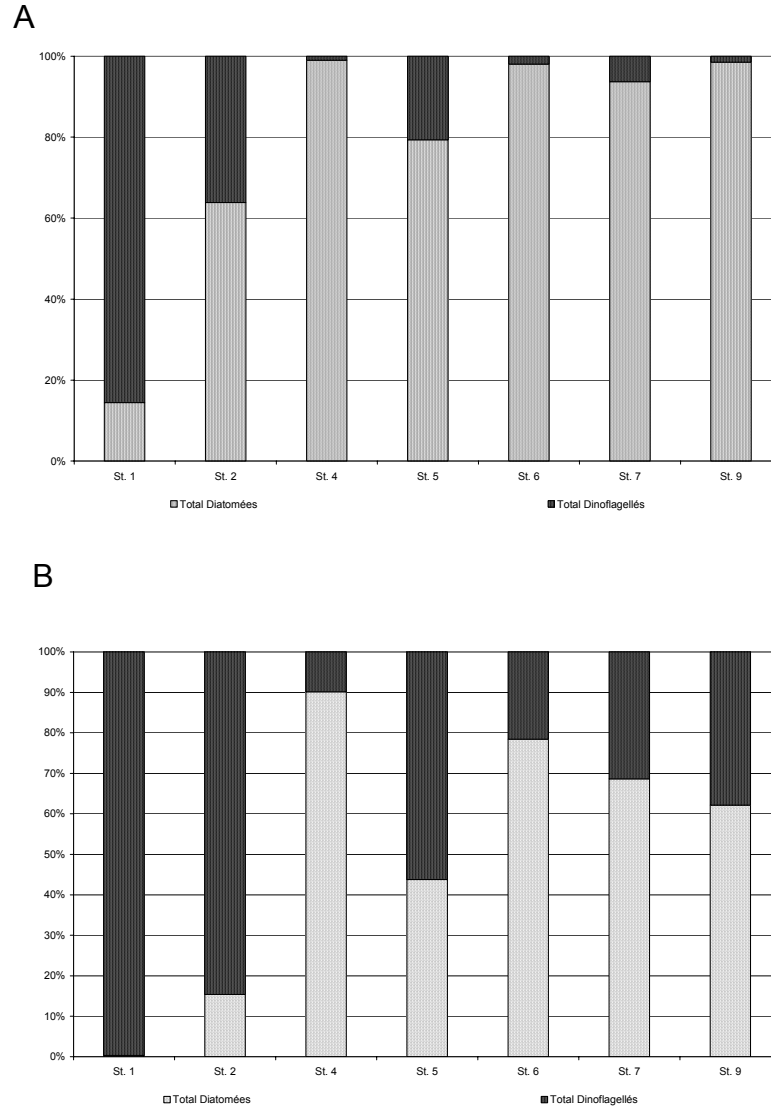 A
100%
80%
60%
40%
20%
0%
St. 1 St. 2 St. 4 St. 5 St. 6 St. 7 St. 9
Total Diatomées Total Dinoflagellés
B
100%
90%
80%
70%
60%
50%
40%
30%
20%
10%
0%
St. 1 St. 2 St. 4 St. 5 St. 6 St. 7 St. 9
Total Diatomées Total Dinoflagellés